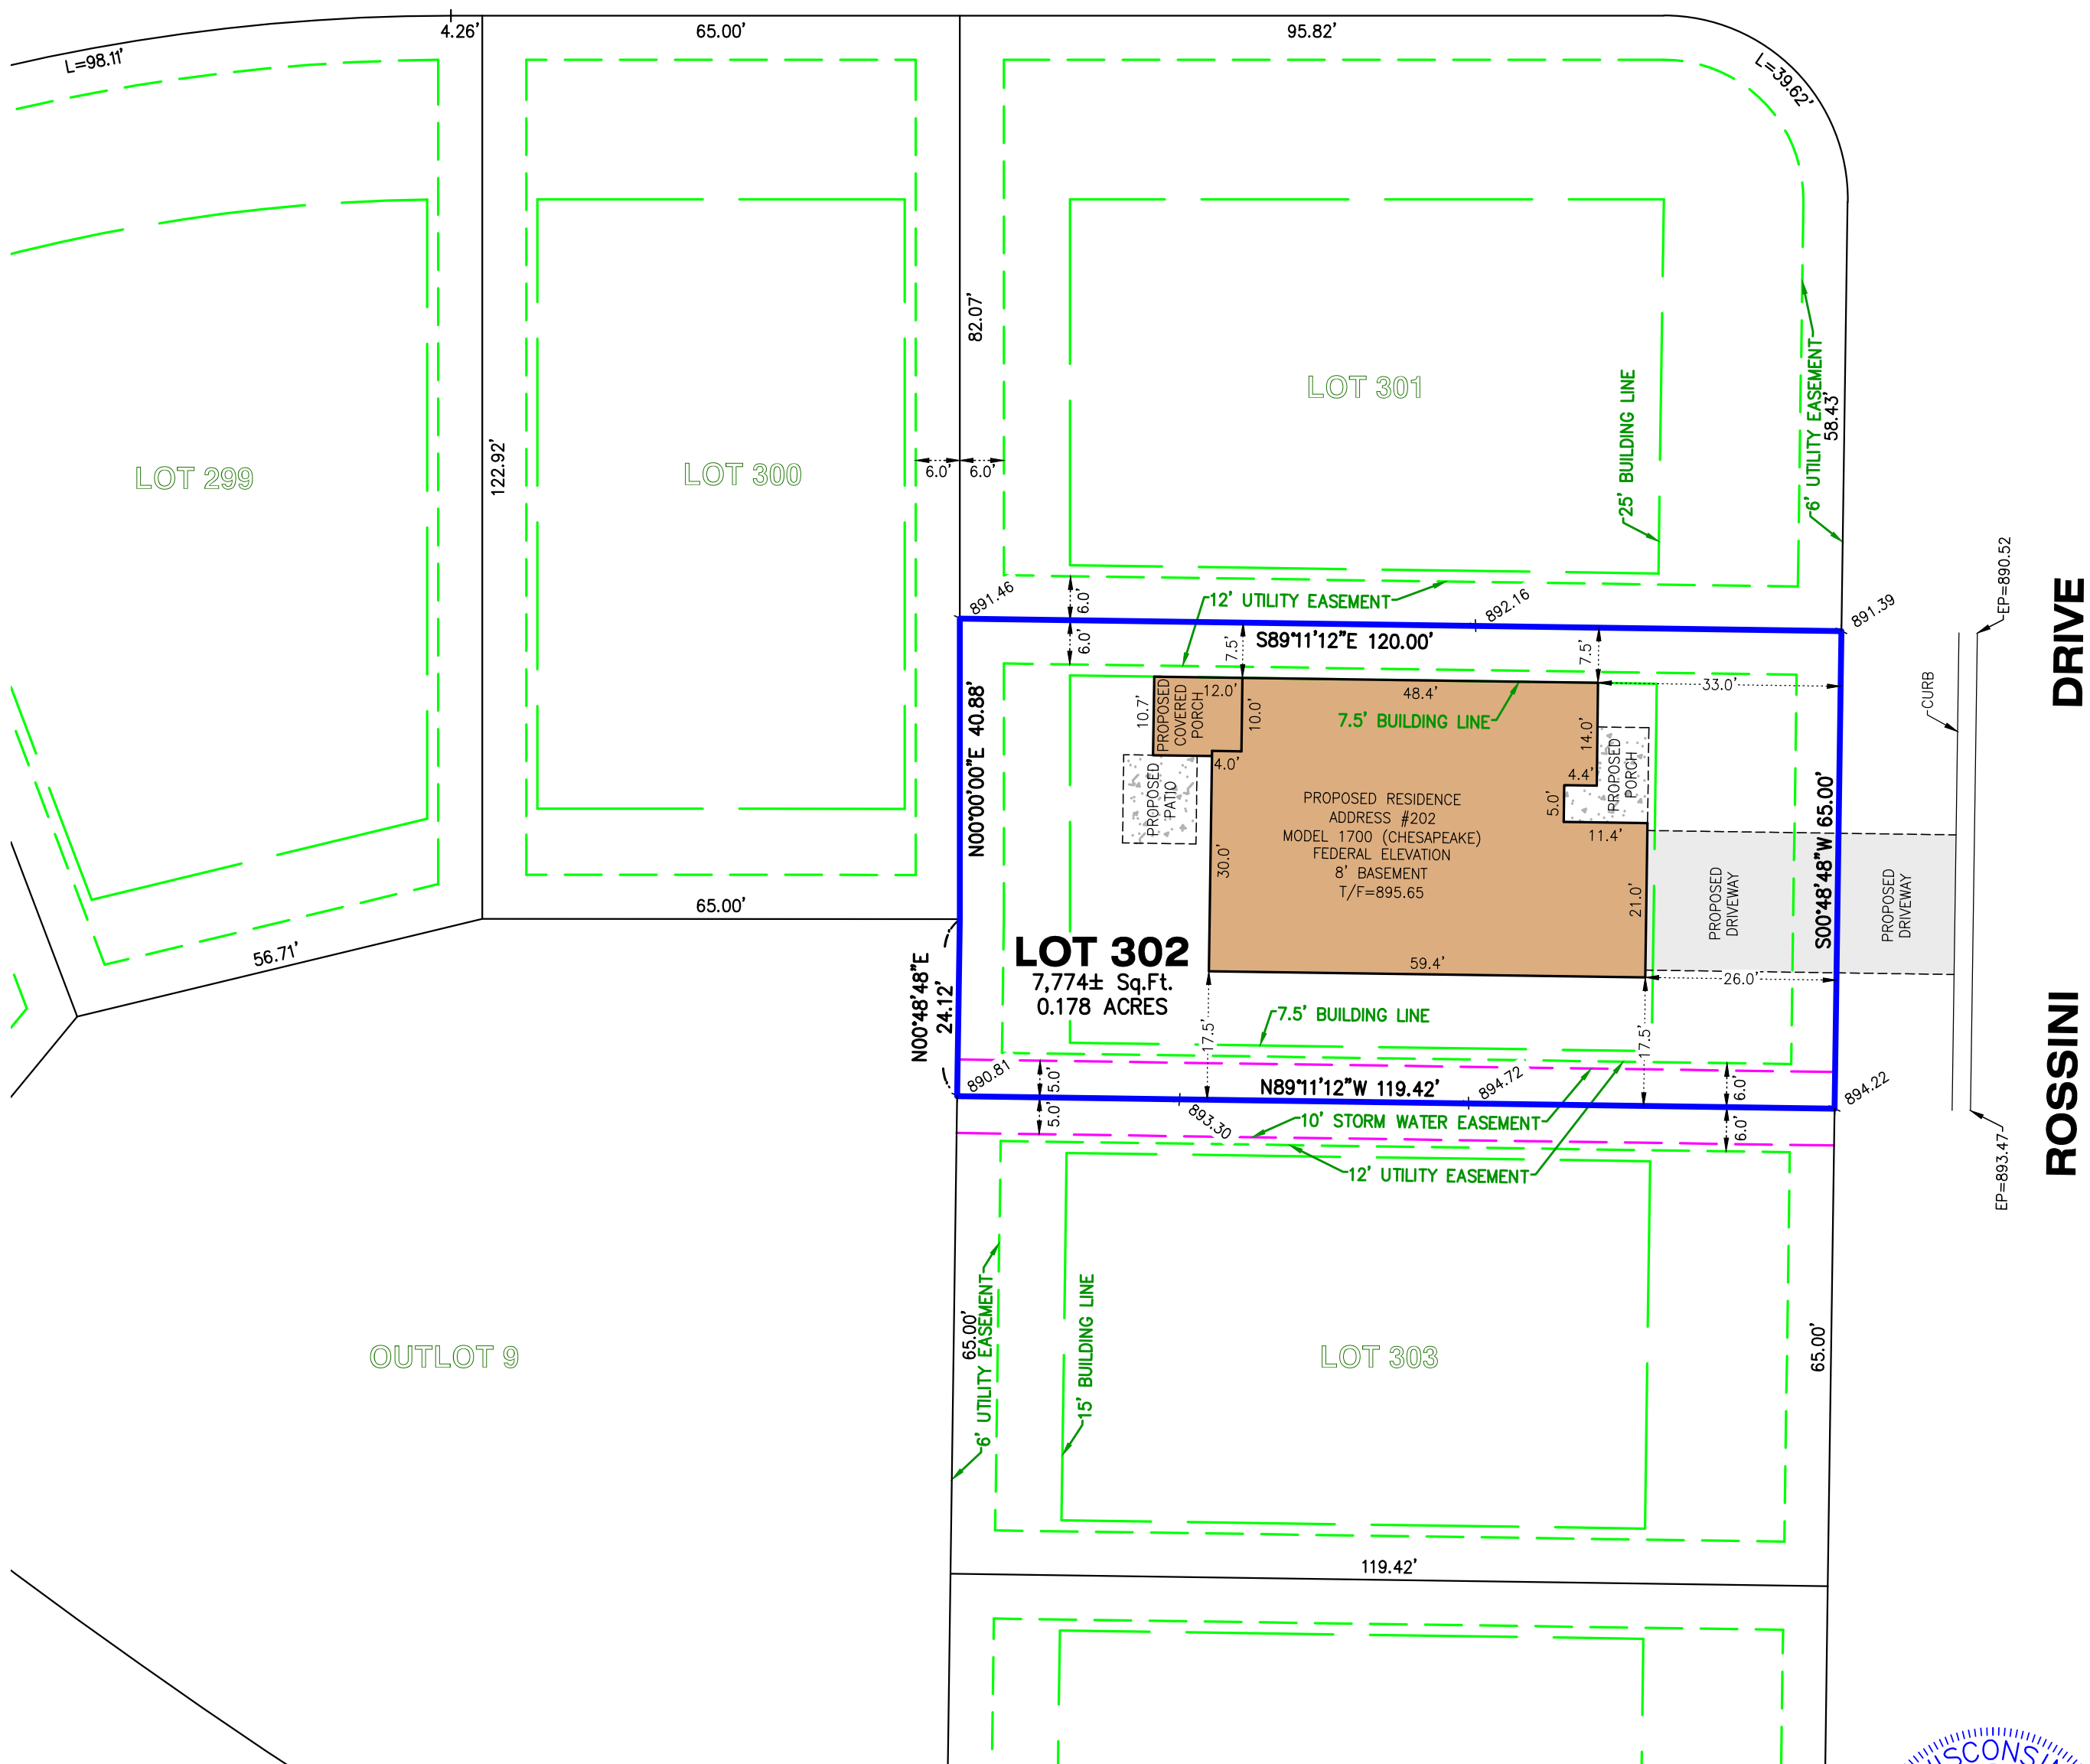 4.26'
65.00'
95.82'
L=98.11'
L=39.62'
82.07'
LOT 301
25' BUILDING LINE
6' UTILITY EASEMENT
58.43'
122.92'
LOT 299
LOT 300
6.0'
6.0'
891.46
6.0'
12' UTILITY EASEMENT
892.16
891.39
EP=890.52
DRIVE
6.0'
7.5'
S89°11'12"E 120.00'
7.5'
N00°00'00"E 40.88'
10.7'
PROPOSED
COVERED
PORCH
12.0'
10.0'
48.4'
33.0'
CURB
7.5' BUILDING LINE
14.0'
PROPOSED
PORCH
4.0'
4.4'
PROPOSED
PATIO
5.0'
11.4'
PROPOSED RESIDENCE
ADDRESS #202
MODEL 1700 (CHESAPEAKE)
FEDERAL ELEVATION
8' BASEMENT
T/F=895.65
30.0'
21.0'
PROPOSED
DRIVEWAY
S00°48'48"W 65.00'
PROPOSED
DRIVEWAY
65.00'
56.71'
LOT 302
7,774± Sq.Ft.
0.178 ACRES
59.4'
26.0'
N00°48'48"E
24.12'
7.5' BUILDING LINE
17.5'
17.5'
890.81
5.0'
N89°11'12"W 119.42'
894.72
6.0'
894.22
ROSSINI
5.0'
893.30
10' STORM WATER EASEMENT
6.0'
EP=893.47
12' UTILITY EASEMENT
65.00'
6' UTILITY EASEMENT
15' BUILDING LINE
OUTLOT 9
LOT 303
65.00'
119.42'